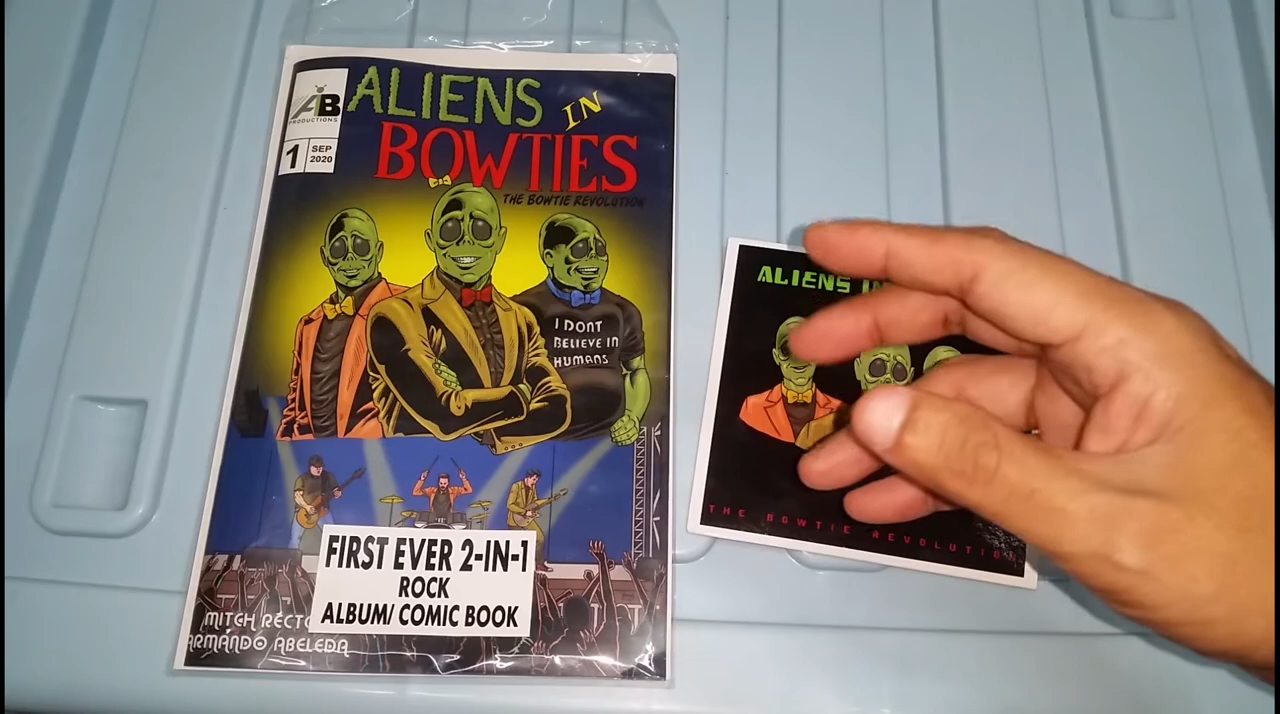 ALIENS IN
BOWTIES
THE BOWTIE REVOLUTION
AB
PRODUCTIONS
1
SEP
2020
I DONT
BELIEVE IN
HUMANS
FIRST EVER 2-IN-1
ROCK
ALBUM/ COMIC BOOK
MITCH
ARMANDO ABELEDA
ALIENS
THE BOWTIE REVOLUTION